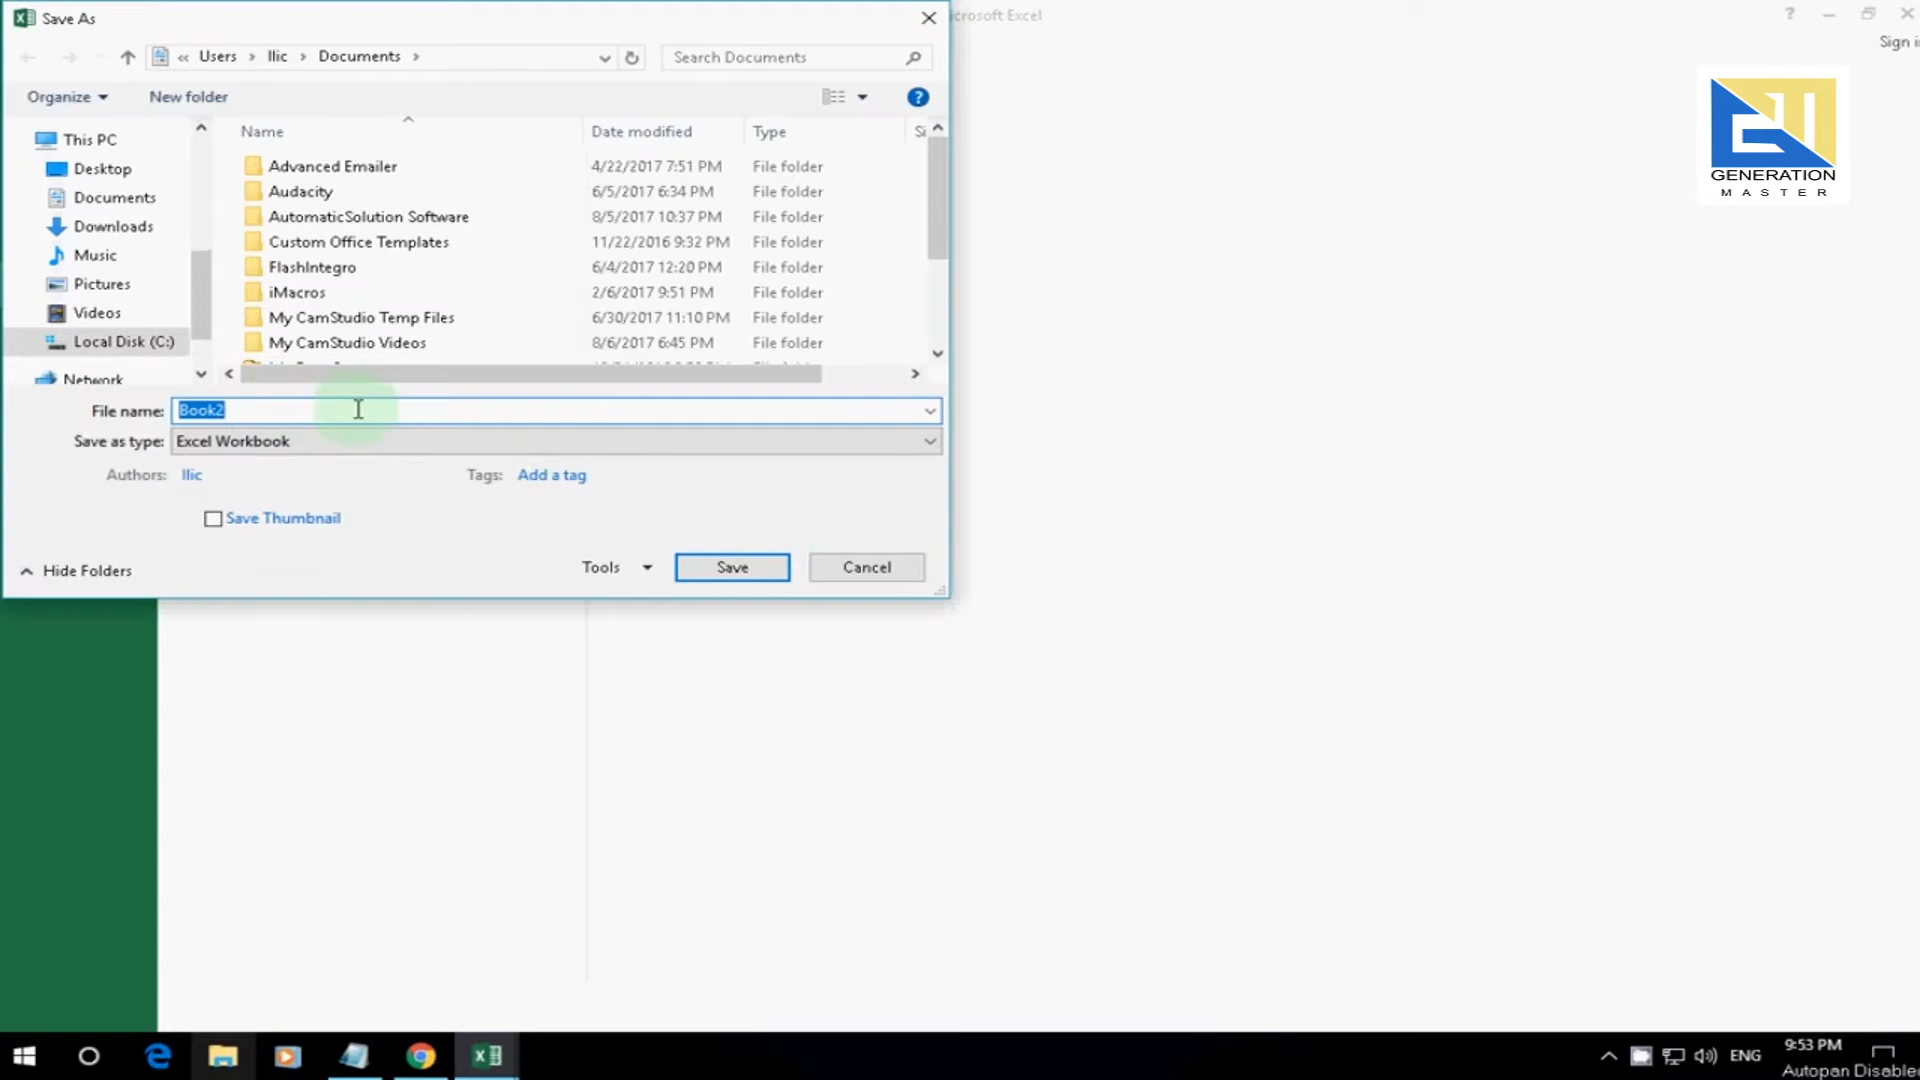 Save As
crosoft Excel
Sign i
« Users › Ilic › Documents ›
Search Documents
Organize
New folder
GENERATION
MASTER
Name
Date modified
Type
Si
This PC
Desktop
Documents
Downloads
Music
Pictures
Videos
Local Disk (C:)
Network
Advanced Emailer 4/22/2017 7:51 PM File folder
Audacity 6/5/2017 6:34 PM File folder
AutomaticSolution Software 8/5/2017 10:37 PM File folder
Custom Office Templates 11/22/2016 9:32 PM File folder
FlashIntegro 6/4/2017 12:20 PM File folder
iMacros 2/6/2017 9:51 PM File folder
My CamStudio Temp Files 6/30/2017 11:10 PM File folder
My CamStudio Videos 8/6/2017 6:45 PM File folder
File name: Book2
Save as type: Excel Workbook
Authors: Ilic
Tags: Add a tag
Save Thumbnail
Hide Folders
Tools
Save
Cancel
ENG
9:53 PM
Autopan Disable